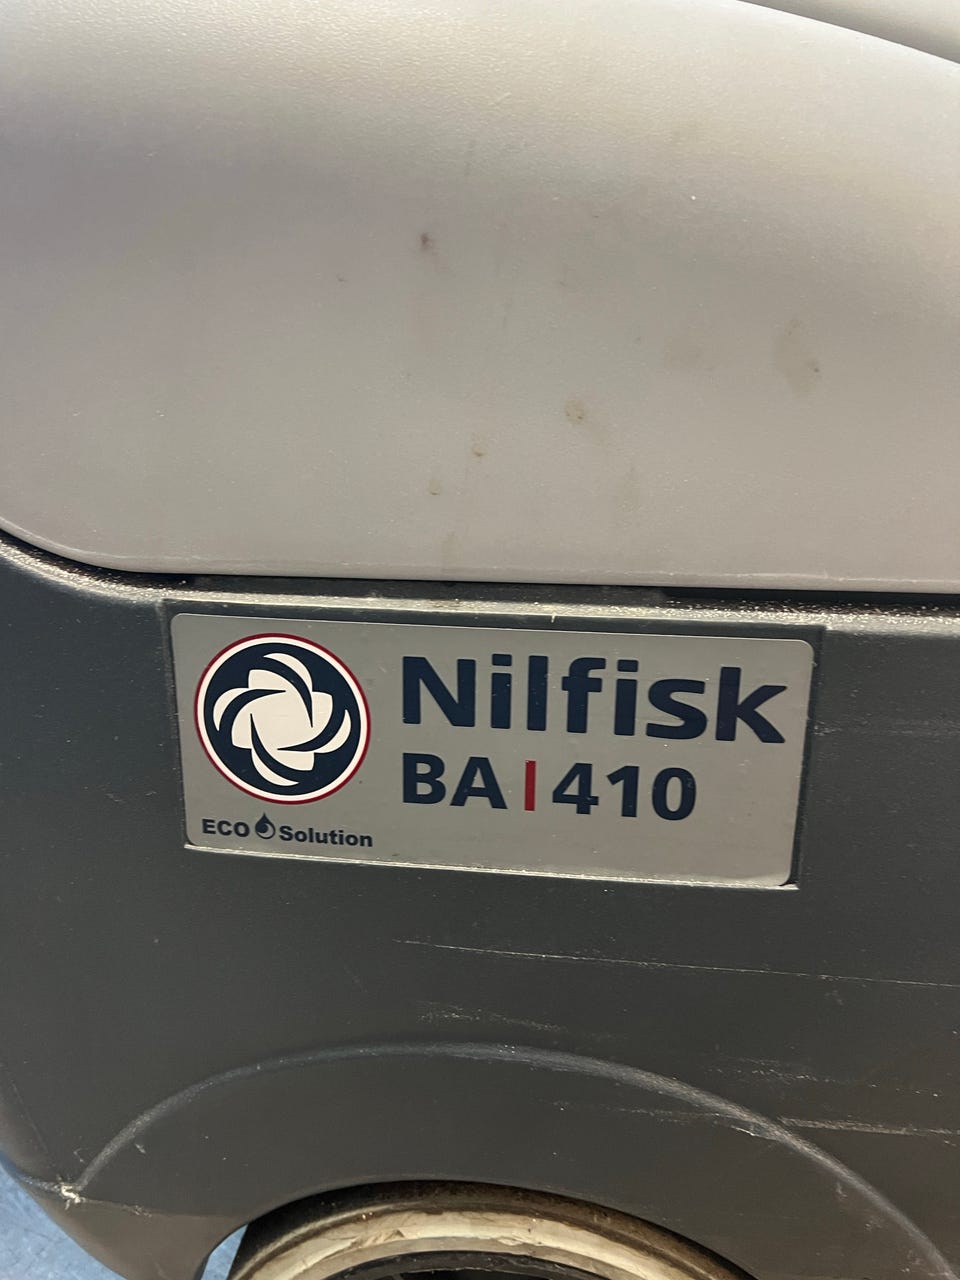 Nilfisk
BA|410
ECO Solution